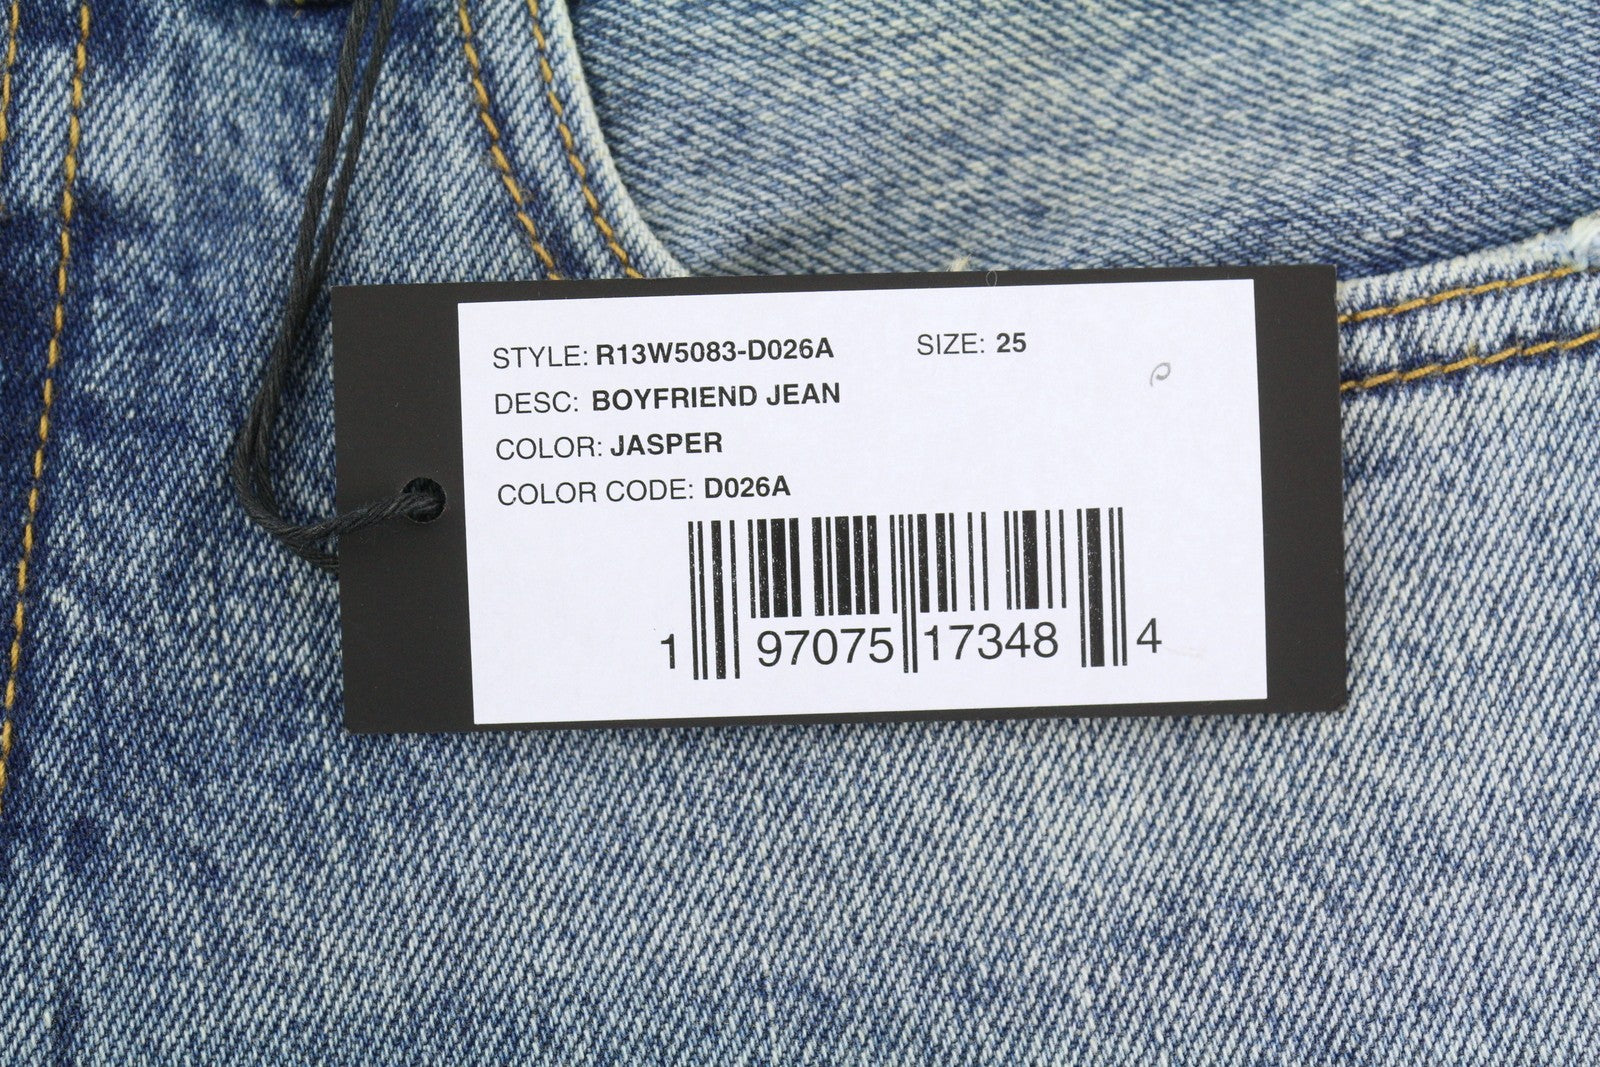 STYLE: R13W5083-D026A SIZE: 25
DESC: BOYFRIEND JEAN
COLOR: JASPER
COLOR CODE: D026A
1 97075 17348 4